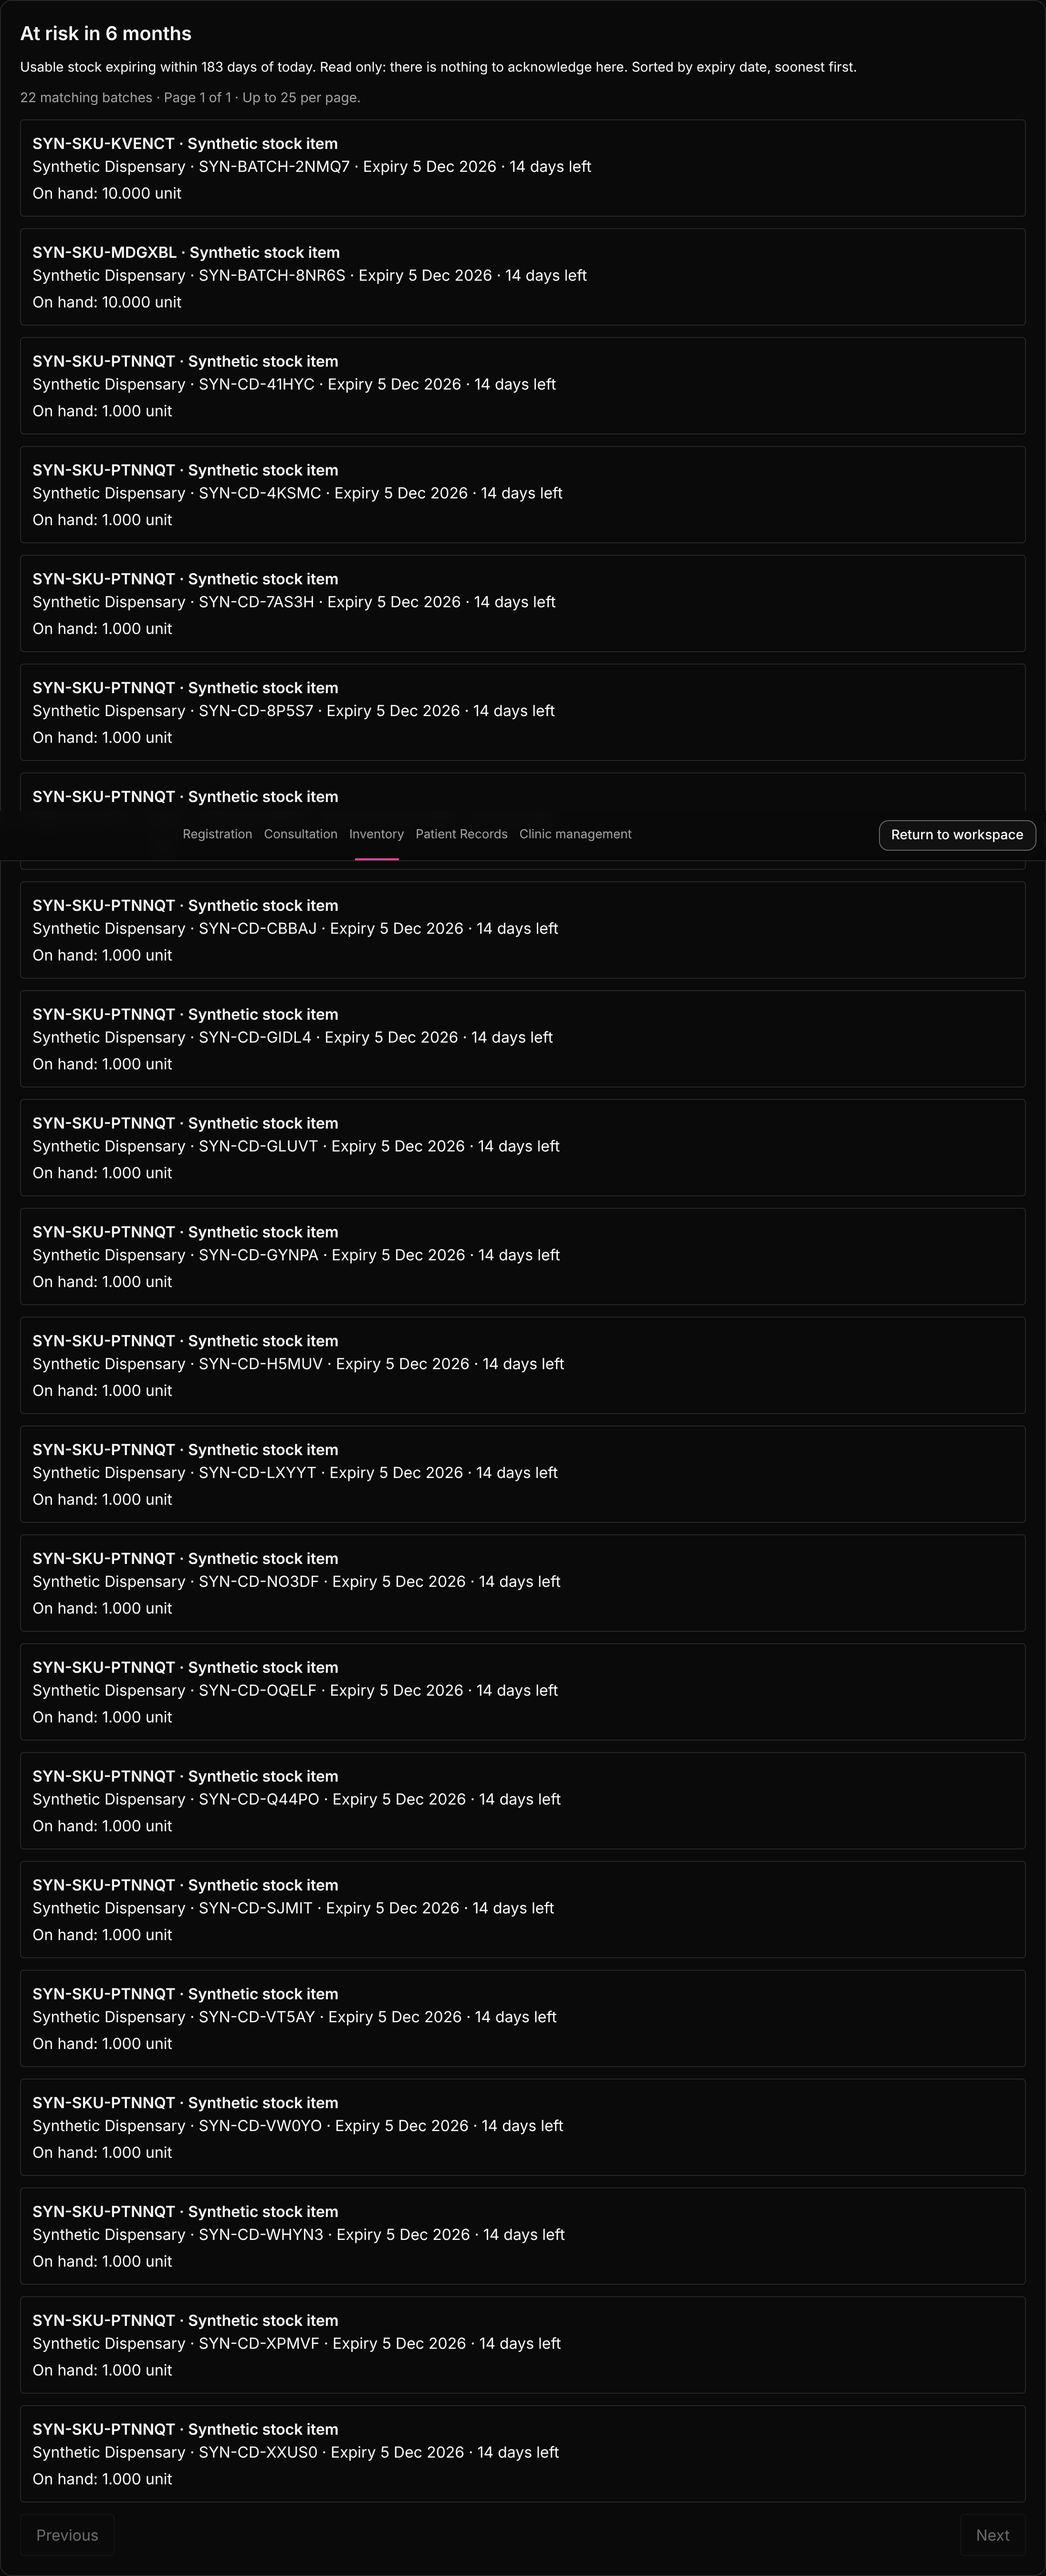 At risk in 6 months
Usable stock expiring within 183 days of today. Read only: there is nothing to acknowledge here. Sorted by expiry date, soonest first.
22 matching batches · Page 1 of 1 · Up to 25 per page.
SYN-SKU-KVENCT · Synthetic stock item
Synthetic Dispensary · SYN-BATCH-2NMQ7 · Expiry 5 Dec 2026 · 14 days left
On hand: 10.000 unit
SYN-SKU-MDGXBL · Synthetic stock item
Synthetic Dispensary · SYN-BATCH-8NR6S · Expiry 5 Dec 2026 · 14 days left
On hand: 10.000 unit
SYN-SKU-PTNNQT · Synthetic stock item
Synthetic Dispensary · SYN-CD-41HYC · Expiry 5 Dec 2026 · 14 days left
On hand: 1.000 unit
SYN-SKU-PTNNQT · Synthetic stock item
Synthetic Dispensary · SYN-CD-4KSMC · Expiry 5 Dec 2026 · 14 days left
On hand: 1.000 unit
SYN-SKU-PTNNQT · Synthetic stock item
Synthetic Dispensary · SYN-CD-7AS3H · Expiry 5 Dec 2026 · 14 days left
On hand: 1.000 unit
SYN-SKU-PTNNQT · Synthetic stock item
Synthetic Dispensary · SYN-CD-8P5S7 · Expiry 5 Dec 2026 · 14 days left
On hand: 1.000 unit
SYN-SKU-PTNNQT · Synthetic stock item
Registration Consultation Inventory Patient Records Clinic management Return to workspace
SYN-SKU-PTNNQT · Synthetic stock item
Synthetic Dispensary · SYN-CD-CBBAJ · Expiry 5 Dec 2026 · 14 days left
On hand: 1.000 unit
SYN-SKU-PTNNQT · Synthetic stock item
Synthetic Dispensary · SYN-CD-GIDL4 · Expiry 5 Dec 2026 · 14 days left
On hand: 1.000 unit
SYN-SKU-PTNNQT · Synthetic stock item
Synthetic Dispensary · SYN-CD-GLUVT · Expiry 5 Dec 2026 · 14 days left
On hand: 1.000 unit
SYN-SKU-PTNNQT · Synthetic stock item
Synthetic Dispensary · SYN-CD-GYNPA · Expiry 5 Dec 2026 · 14 days left
On hand: 1.000 unit
SYN-SKU-PTNNQT · Synthetic stock item
Synthetic Dispensary · SYN-CD-H5MUV · Expiry 5 Dec 2026 · 14 days left
On hand: 1.000 unit
SYN-SKU-PTNNQT · Synthetic stock item
Synthetic Dispensary · SYN-CD-LXYYT · Expiry 5 Dec 2026 · 14 days left
On hand: 1.000 unit
SYN-SKU-PTNNQT · Synthetic stock item
Synthetic Dispensary · SYN-CD-NO3DF · Expiry 5 Dec 2026 · 14 days left
On hand: 1.000 unit
SYN-SKU-PTNNQT · Synthetic stock item
Synthetic Dispensary · SYN-CD-OQELF · Expiry 5 Dec 2026 · 14 days left
On hand: 1.000 unit
SYN-SKU-PTNNQT · Synthetic stock item
Synthetic Dispensary · SYN-CD-Q44PO · Expiry 5 Dec 2026 · 14 days left
On hand: 1.000 unit
SYN-SKU-PTNNQT · Synthetic stock item
Synthetic Dispensary · SYN-CD-SJMIT · Expiry 5 Dec 2026 · 14 days left
On hand: 1.000 unit
SYN-SKU-PTNNQT · Synthetic stock item
Synthetic Dispensary · SYN-CD-VT5AY · Expiry 5 Dec 2026 · 14 days left
On hand: 1.000 unit
SYN-SKU-PTNNQT · Synthetic stock item
Synthetic Dispensary · SYN-CD-VW0YO · Expiry 5 Dec 2026 · 14 days left
On hand: 1.000 unit
SYN-SKU-PTNNQT · Synthetic stock item
Synthetic Dispensary · SYN-CD-WHYN3 · Expiry 5 Dec 2026 · 14 days left
On hand: 1.000 unit
SYN-SKU-PTNNQT · Synthetic stock item
Synthetic Dispensary · SYN-CD-XPMVF · Expiry 5 Dec 2026 · 14 days left
On hand: 1.000 unit
SYN-SKU-PTNNQT · Synthetic stock item
Synthetic Dispensary · SYN-CD-XXUS0 · Expiry 5 Dec 2026 · 14 days left
On hand: 1.000 unit
Previous Next